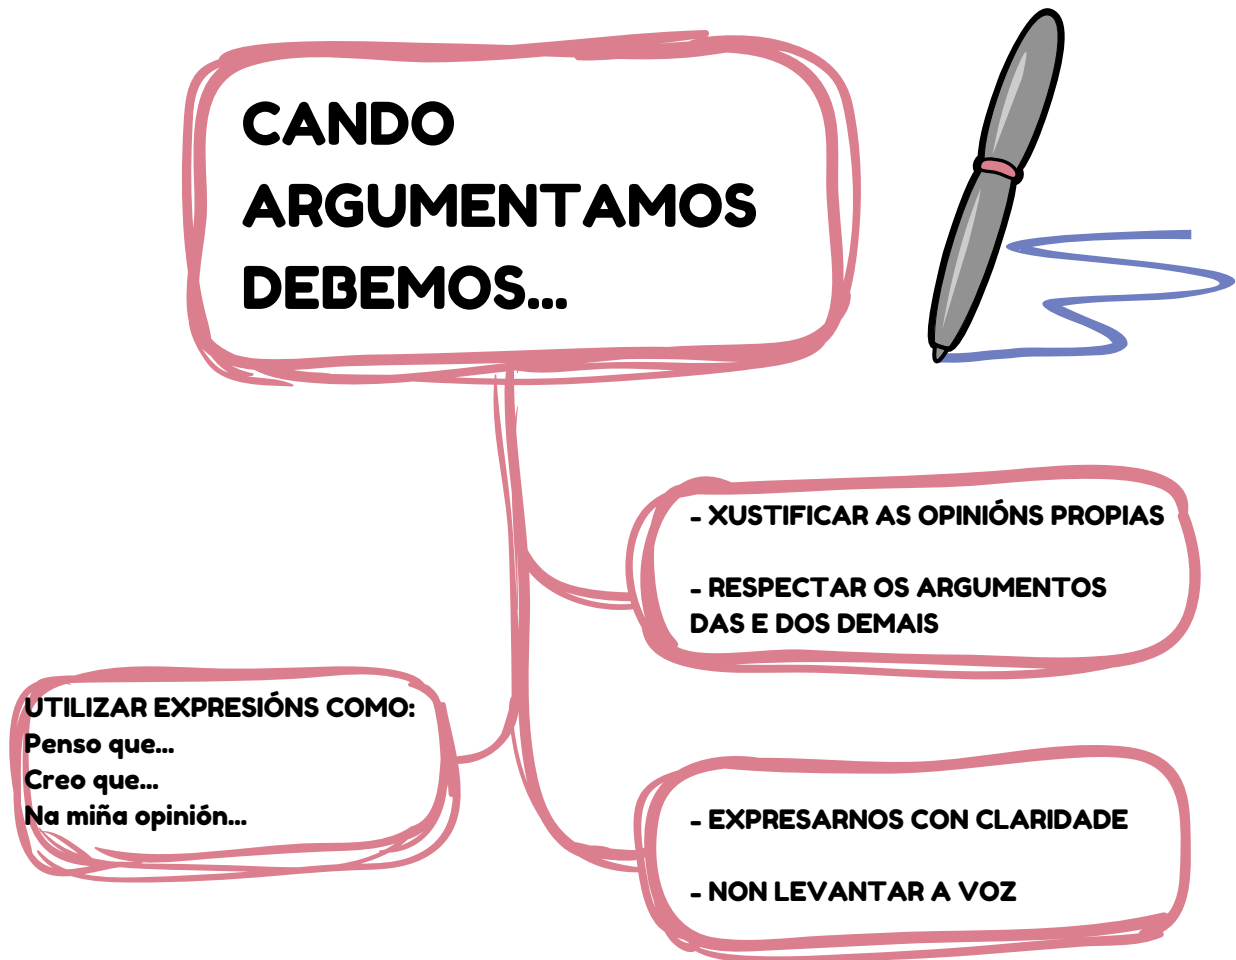 CANDO
ARGUMENTAMOS
DEBEMOS...
- XUSTIFICAR AS OPINIÓNS PROPIAS
- RESPECTAR OS ARGUMENTOS
DAS E DOS DEMAIS
UTILIZAR EXPRESIÓNS COMO:
Penso que...
Creo que...
Na miña opinión...
- EXPRESARNOS CON CLARIDADE
- NON LEVANTAR A VOZ